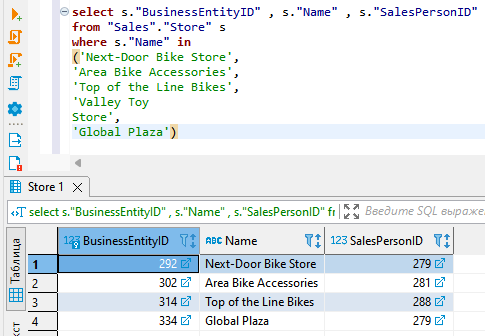 select s."BusinessEntityID" , s."Name" , s."SalesPersonID"
from "Sales"."Store" s
where s."Name" in
('Next-Door Bike Store',
'Area Bike Accessories',
'Top of the Line Bikes',
'Valley Toy
Store',
'Global Plaza')
Store 1
select s."BusinessEntityID" , s."Name" , s."SalesPersonID" fr
Введите SQL выражен
Таблица
BusinessEntityID Name SalesPersonID
1 292 Next-Door Bike Store 279
2 302 Area Bike Accessories 281
3 314 Top of the Line Bikes 288
4 334 Global Plaza 279